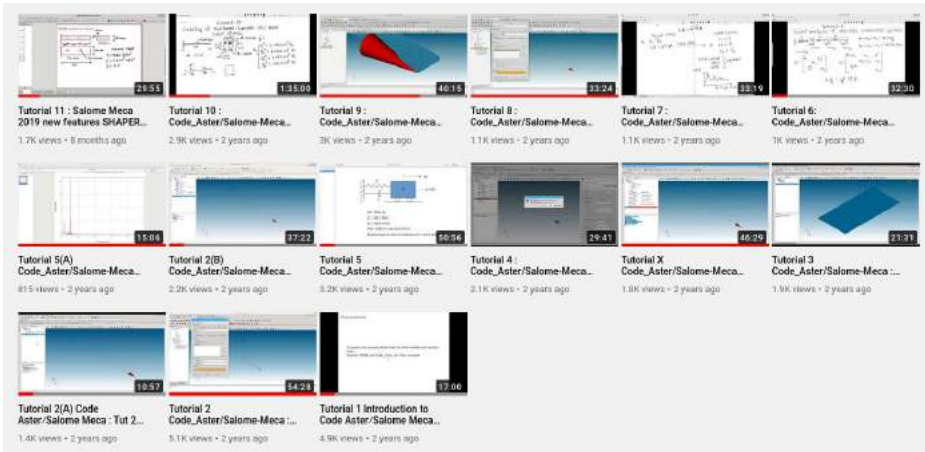 29:55
1:35:00
40:15
33:24
33:19
32:30
Tutorial 11 : Salome Meca
2019 new features SHAPER...
1.7K views • 8 months ago
Tutorial 10 :
Code_Aster/Salome-Meca...
2.9K views • 2 years ago
Tutorial 9 :
Code_Aster/Salome-Meca...
3K views • 2 years ago
Tutorial 8 :
Code_Aster/Salome-Meca...
1.1K views • 2 years ago
Tutorial 7 :
Code_Aster/Salome-Meca...
1.1K views • 2 years ago
Tutorial 6:
Code_Aster/Salome-Meca...
1K views • 2 years ago
15:06
37:22
50:56
29:41
46:29
21:31
Tutorial 5(A)
Code_Aster/Salome-Meca...
815 views • 2 years ago
Tutorial 2(B)
Code_Aster/Salome-Meca...
2.2K views • 2 years ago
Tutorial 5
Code_Aster/Salome-Meca...
3.2K views • 2 years ago
Tutorial 4 :
Code_Aster/Salome-Meca...
2.1K views • 2 years ago
Tutorial X
Code_Aster/Salome-Meca...
1.8K views • 2 years ago
Tutorial 3
Code_Aster/Salome-Meca :...
1.9K views • 2 years ago
10:57
54:28
17:00
Tutorial 2(A) Code
Aster/Salome Meca : Tut 2...
1.4K views • 2 years ago
Tutorial 2
Code_Aster/Salome-Meca :...
5.1K views • 2 years ago
Tutorial 1 Introduction to
Code Aster/Salome Meca...
4.9K views • 2 years ago